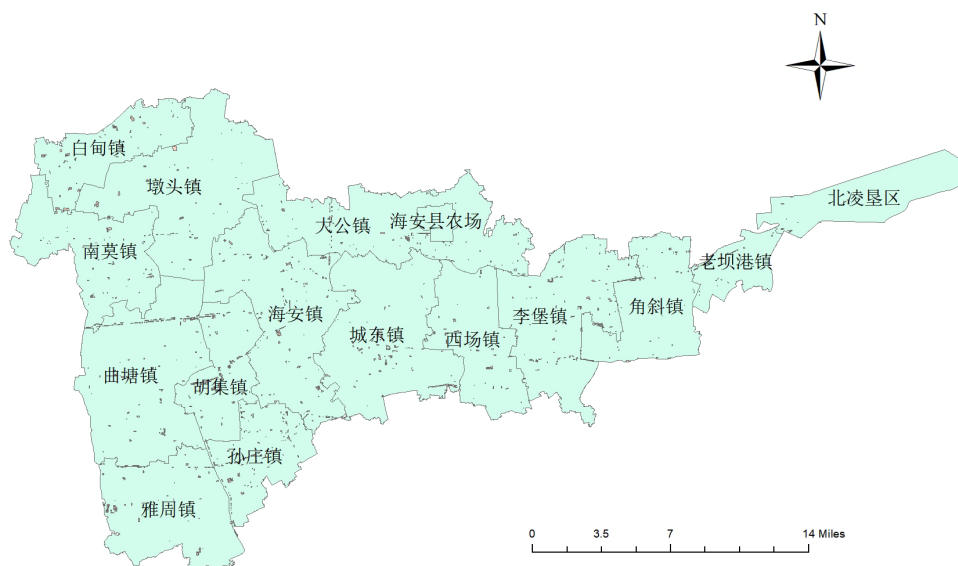 N
白甸镇
墩头镇
北凌垦区
大公镇
海安县农场
南莫镇
老坝港镇
海安镇
李堡镇
角斜镇
城东镇
西场镇
曲塘镇
胡集镇
孙庄镇
雅周镇
0 3.5 7 14 Miles